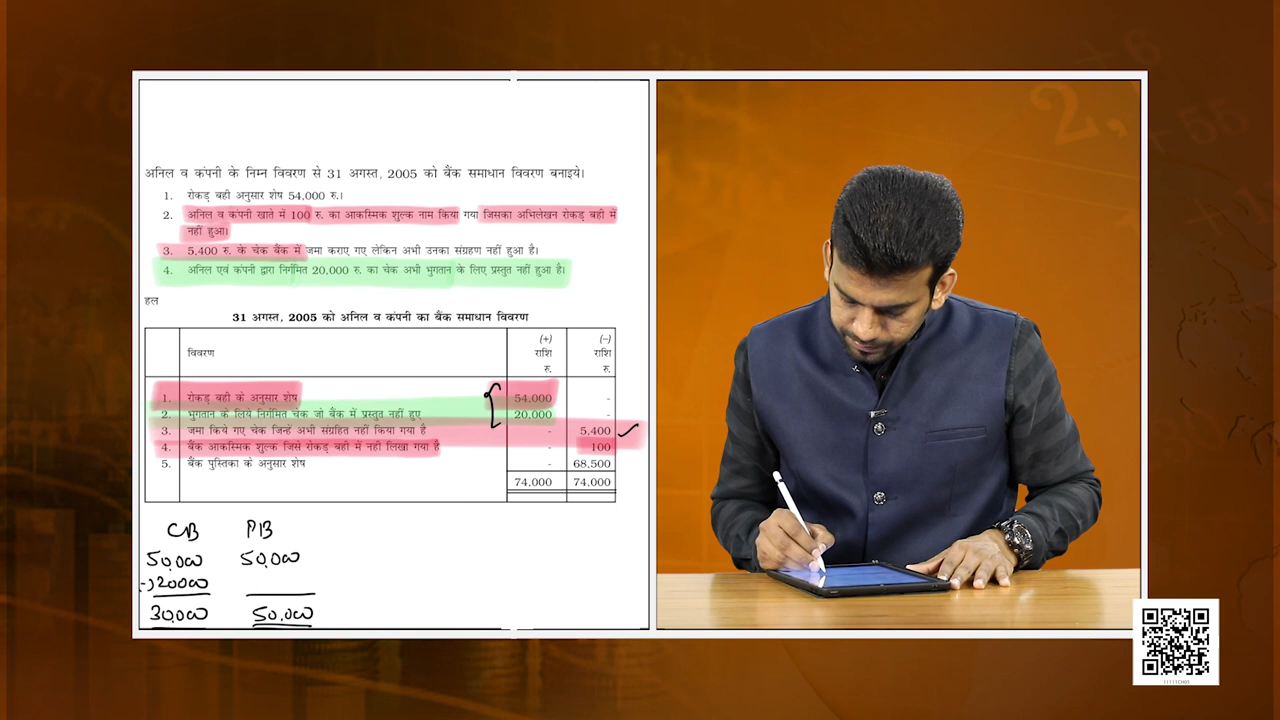 अनिल व कंपनी के निम्न विवरण से 31 अगस्त, 2005 को बैंक समाधान विवरण बनाइये।
1. रोकड़ बही अनुसार शेष 54,000 रु.।
2. अनिल व कंपनी खाते में 100 रु. का आकस्मिक शुल्क नाम किया गया जिसका अभिलेखन रोकड़ बही में
नहीं हुआ।
3. 5,400 रु. के चेक बैंक में जमा कराए गए लेकिन अभी उनका संग्रहण नहीं हुआ है।
4. अनिल एवं कंपनी द्वारा निर्गमित 20,000 रु. का चेक अभी भुगतान के लिए प्रस्तुत नहीं हुआ है।
हल
31 अगस्त, 2005 को अनिल व कंपनी का बैंक समाधान विवरण
(+) (–)
विवरण राशि राशि
रु. रु.
1. रोकड़ बही के अनुसार शेष 54,000 -
2. भुगतान के लिये निर्गमित चेक जो बैंक में प्रस्तुत नहीं हुए 20,000 -
3. जमा किये गए चेक जिन्हें अभी संग्रहित नहीं किया गया है - 5,400
4. बैंक आकस्मिक शुल्क जिसे रोकड़ बही में नही लिखा गया है - 100
5. बैंक पुस्तिका के अनुसार शेष - 68,500
74,000 74,000
CB PB
50,000 50,000
-)20000
30,000 50,000